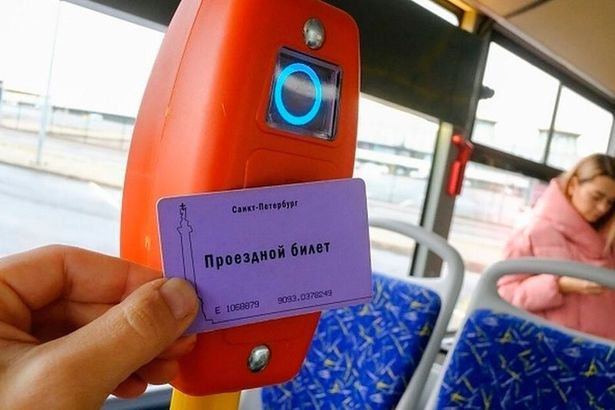 Санкт-Петербург
Проездной билет
Е 1068879 9093.0378249